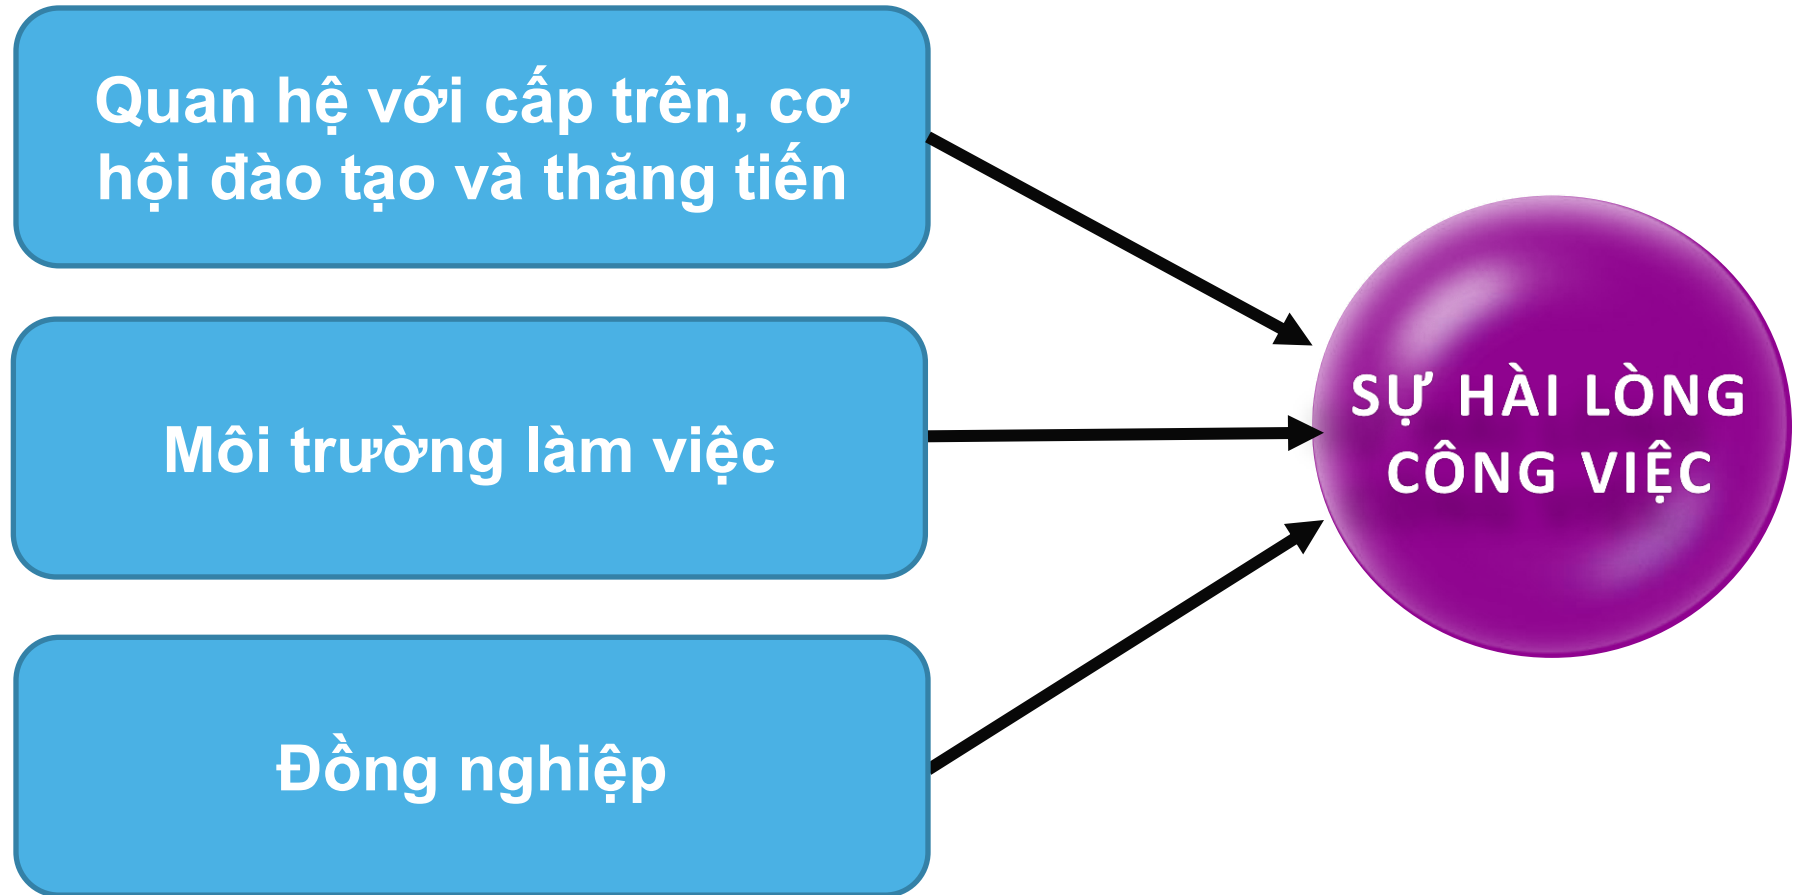 Quan hệ với cấp trên, cơ
hội đào tạo và thăng tiến
Môi trường làm việc
Đồng nghiệp
SỰ HÀI LÒNG
CÔNG VIỆC